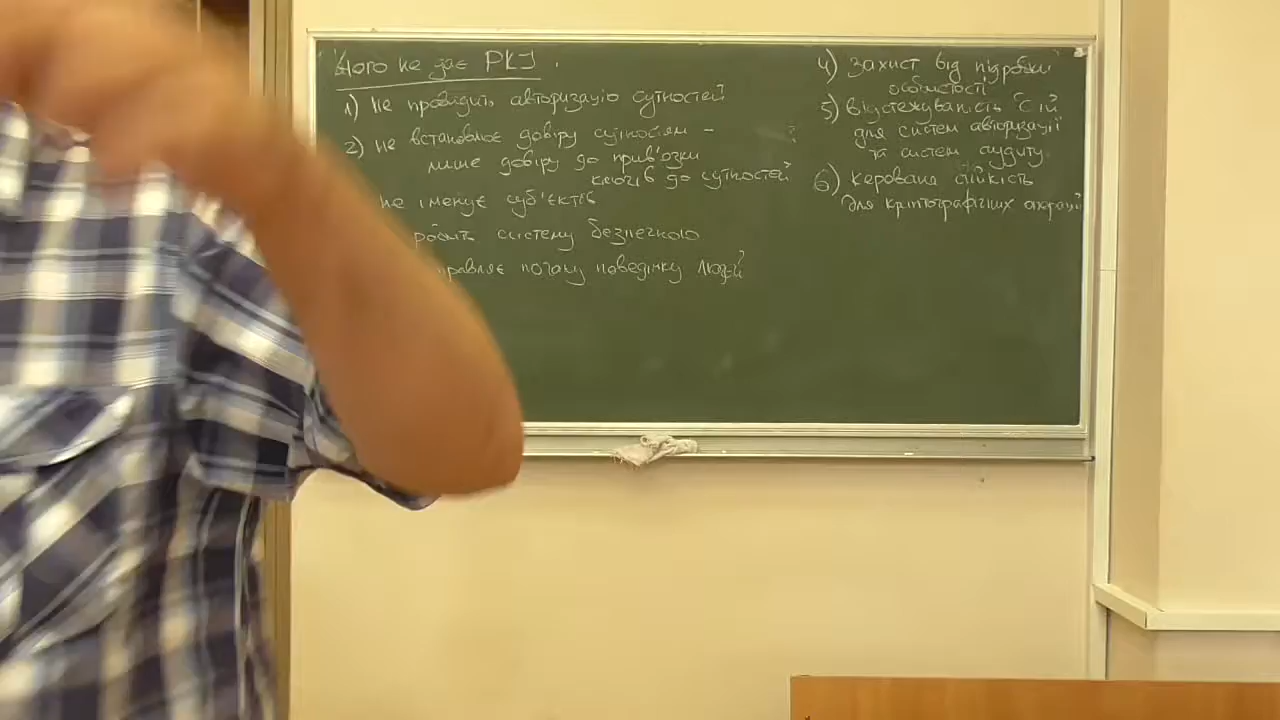 Чого не дає PKI
1) не проводить авторизацію сутностей
2) не встановлює довіру сутностям -
лише довіру до прив'язки
ключів до сутностей
не іменує суб'єктів
робить систему безпечною
поведінку людей
4) захист від підробки
особистості
5) відстежуваність дій
для систем авторизації
та систем аудиту
6) керована стійкість
для криптографічних операцій